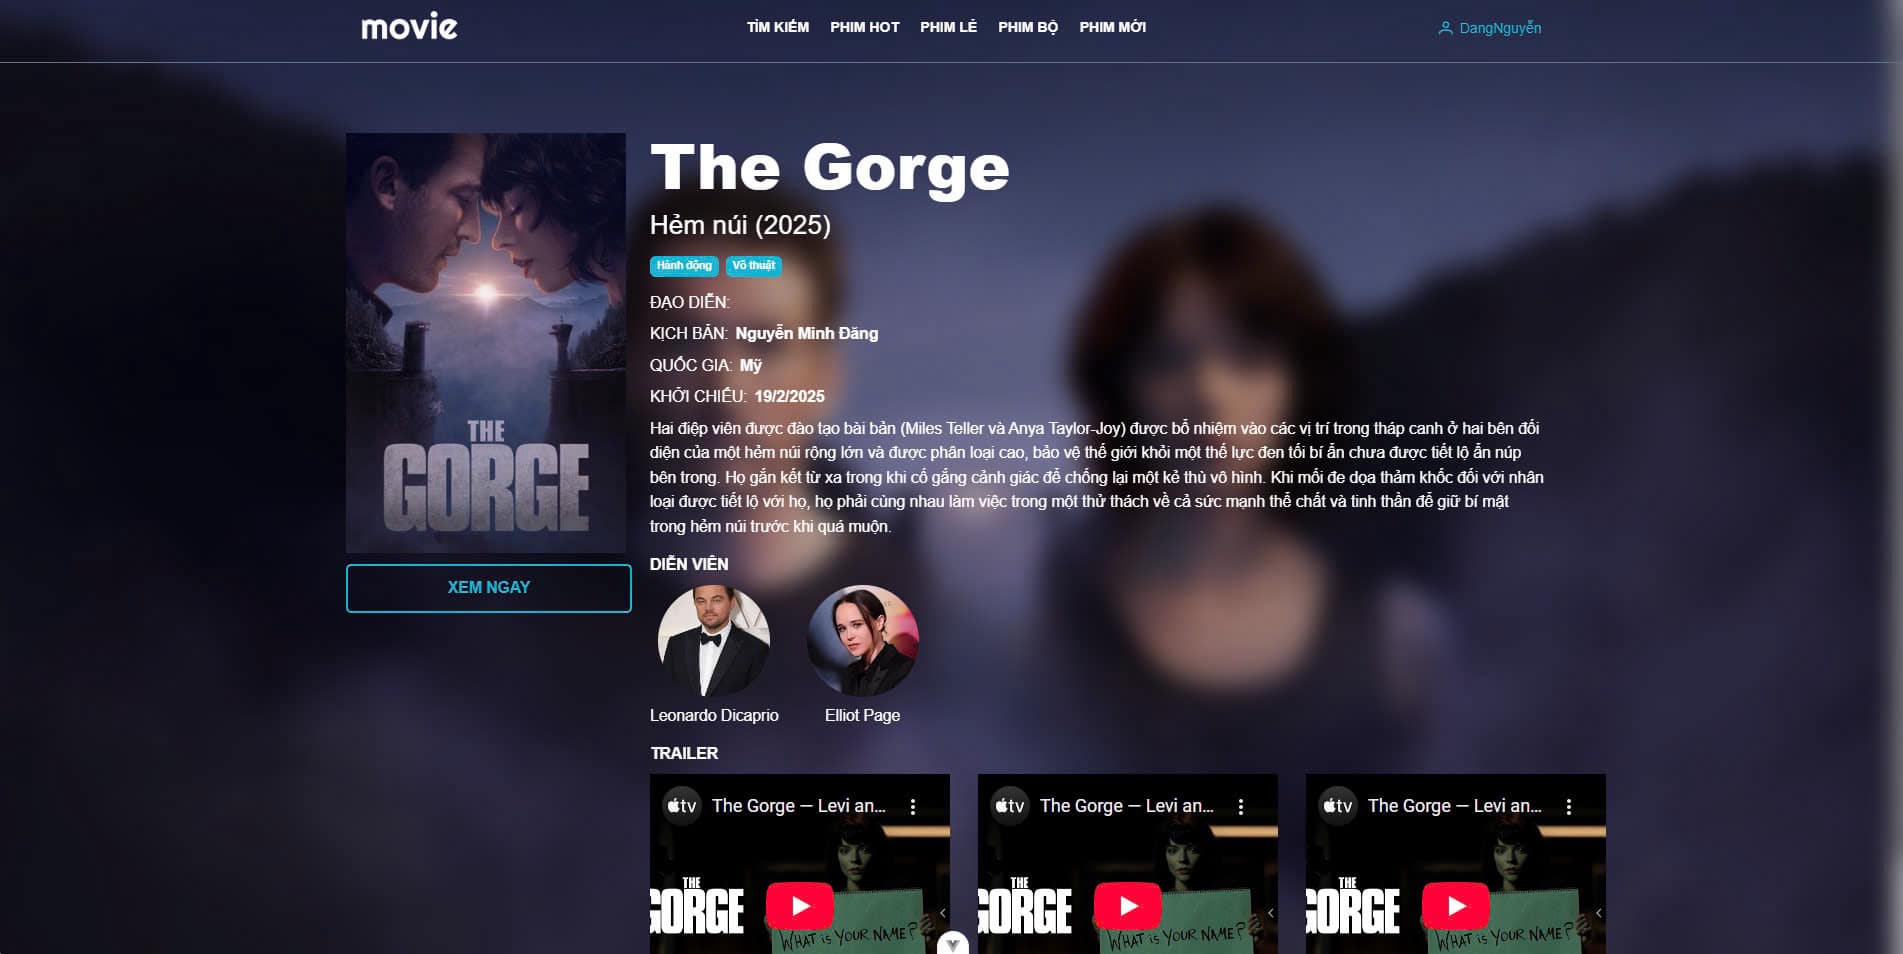 movie
TÌM KIẾM PHIM HOT PHIM LẺ PHIM BỘ PHIM MỚI
DangNguyễn
The Gorge
Hẻm núi (2025)
Hành động Võ thuật
ĐẠO DIỄN:
KỊCH BẢN: Nguyễn Minh Đăng
QUỐC GIA: Mỹ
KHỞI CHIẾU: 19/2/2025
Hai điệp viên được đào tạo bài bản (Miles Teller và Anya Taylor-Joy) được bổ nhiệm vào các vị trí trong tháp canh ở hai bên đối
diện của một hẻm núi rộng lớn và được phân loại cao, bảo vệ thế giới khỏi một thế lực đen tối bí ẩn chưa được tiết lộ ẩn núp
bên trong. Họ gắn kết từ xa trong khi cố gắng cảnh giác để chống lại một kẻ thù vô hình. Khi mối đe dọa thảm khốc đối với nhân
loại được tiết lộ với họ, họ phải cùng nhau làm việc trong một thử thách về cả sức mạnh thể chất và tinh thần để giữ bí mật
trong hẻm núi trước khi quá muộn.
THE
GORGE
XEM NGAY
DIỄN VIÊN
Leonardo Dicaprio Elliot Page
TRAILER
tv The Gorge — Levi an...
THE
GORGE
WHAT iS YOUR NAME?
tv The Gorge — Levi an...
THE
GORGE
WHAT iS YOUR NAME?
tv The Gorge — Levi an...
THE
GORGE
WHAT iS YOUR NAME?